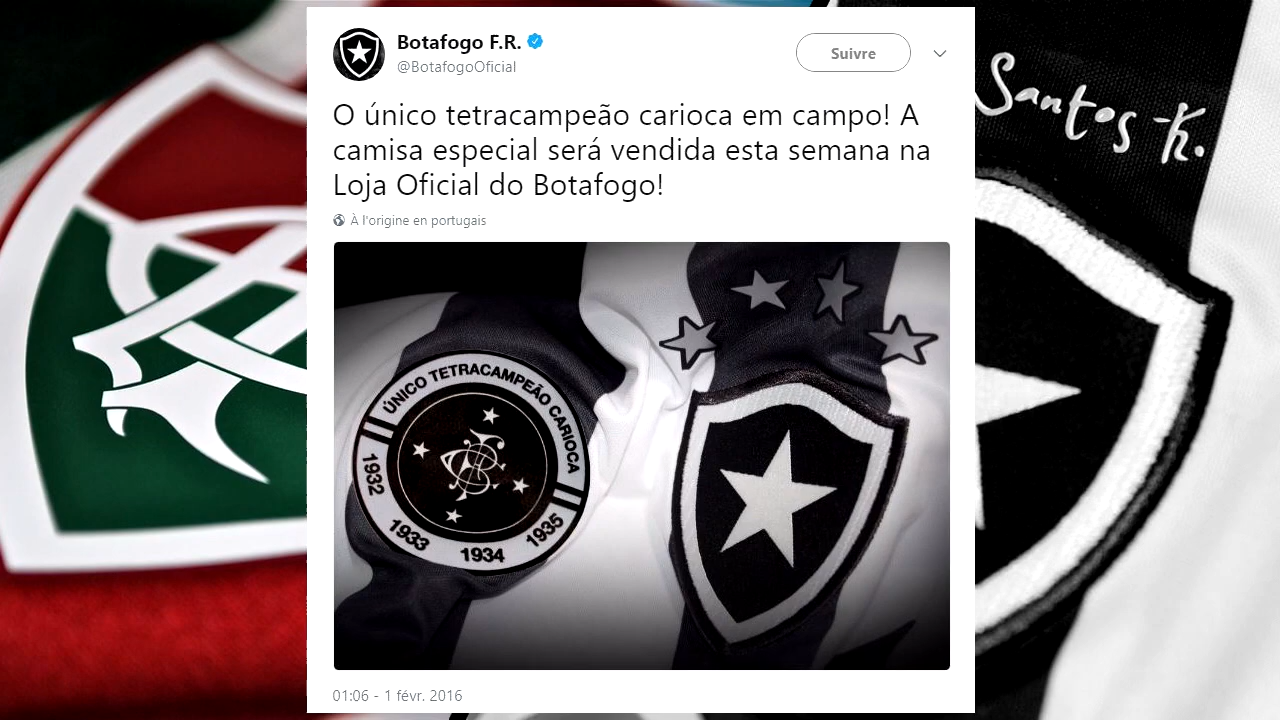 Botafogo F.R.
@BotafogoOficial
Suivre
O único tetracampeão carioca em campo! A
camisa especial será vendida esta semana na
Loja Oficial do Botafogo!
À l'origine en portugais
ÚNICO TETRACAMPEÃO CARIOCA
1932
1933
1934
1935
01:06 - 1 févr. 2016
Santos